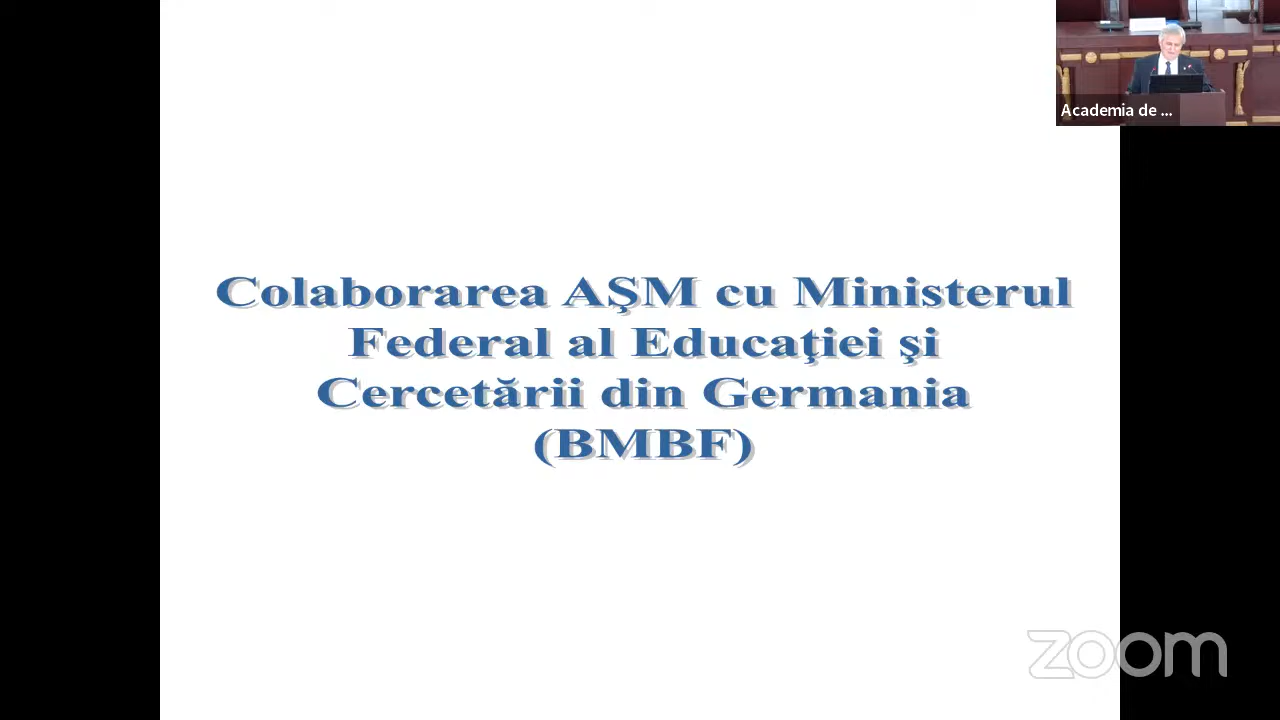 Academia de ...
Colaborarea AŞM cu Ministerul
Federal al Educaţiei şi
Cercetării din Germania
(BMBF)
zoom